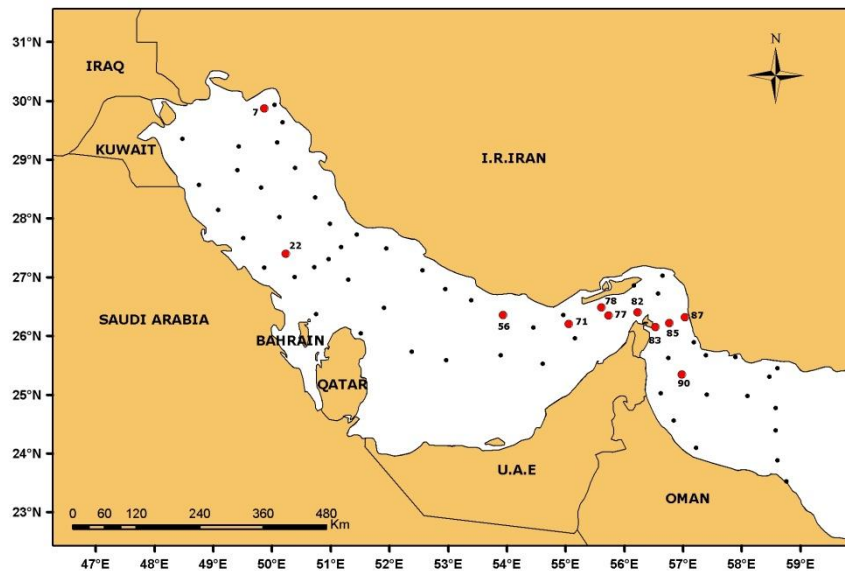 N
31°N
IRAQ
30°N
7
KUWAIT
29°N
I.R.IRAN
28°N
22
27°N
SAUDI ARABIA
78
82
56
71
77
87
26°N
83
85
BAHRAIN
QATAR
90
25°N
24°N
U.A.E
OMAN
23°N
0 60 120 240 360 480
Km
47°E 48°E 49°E 50°E 51°E 52°E 53°E 54°E 55°E 56°E 57°E 58°E 59°E